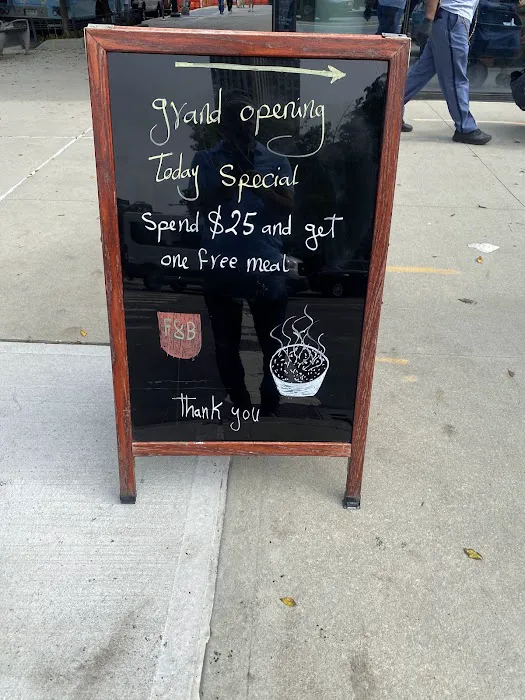 grand opening
Today Special
Spend $25 and get
one free meal
F&B
Thank you